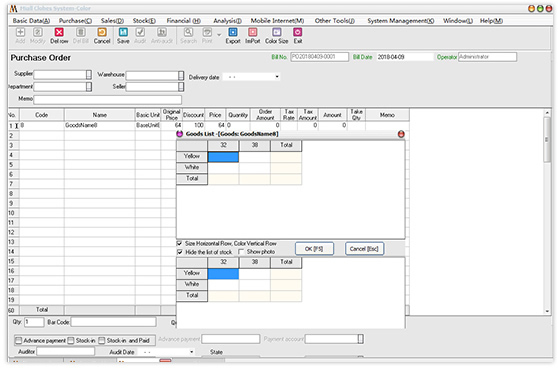 Hsell Clohes System-Color
Basic Data(A) Purchase(C) Sales(D) Stock(E) Financial (H) Analysis(I) Mobile Internet(M) Other Tools(J) System Management(K) Window(L) Help(M)
Add Modify Del row Del Bill Cancel Save Audit Anti-audit Search Print Export ImPort Color Size Exit
Purchase Order
Bill No. PO20180409-0001 Bill Date 2018-04-09 Operator Administrator
Supplier Warehouse Delivery date - -
epartment Seller
Memo
No. Code Name Basic Unit Original Price Discount Price Quantity Order Amount Tax Rate Tax Amount Amount Take Qty Memo
1 8 GoodsName8 BaseUnit8 64 100 64 0 0 0 0
2
3
4
5
6
7
8
9
10
11
12
13
14
15
16
17
18
19
60 Total
Goods List -[Goods: GoodsName8]
32 38 Total
Yellow
White
Total
Size Horizontal Row, Color Vertical Row
Hide the list of stock. Show photo
OK [F5] Cancel [Esc]
32 38 Total
Yellow
White
Total
Qty. 1 Bar Code
Advance payment Stock-in Stock-in and Paid Advance payment Payment account
Auditor Audit Date - - State